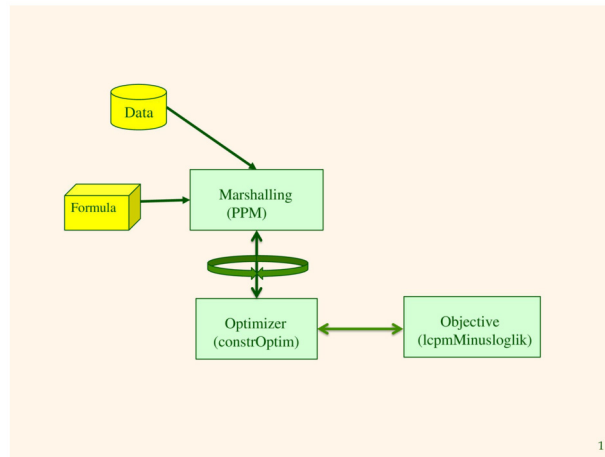 Data
Formula
Marshalling
(PPM)
Optimizer
(constrOptim)
Objective
(lcpmMinusloglik)
1